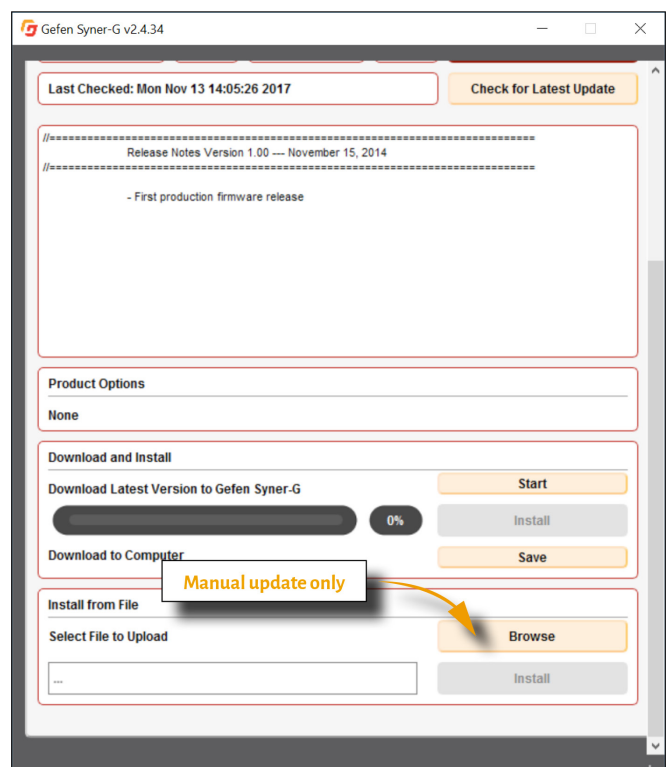 Gefen Syner-G v2.4.34
Last Checked: Mon Nov 13 14:05:26 2017
Check for Latest Update
//=============================================================================
Release Notes Version 1.00 --- November 15, 2014
//=============================================================================
- First production firmware release
Product Options
None
Download and Install
Download Latest Version to Gefen Syner-G
Start
0%
Install
Download to Computer
Save
Manual update only
Install from File
Select File to Upload
Browse
...
Install